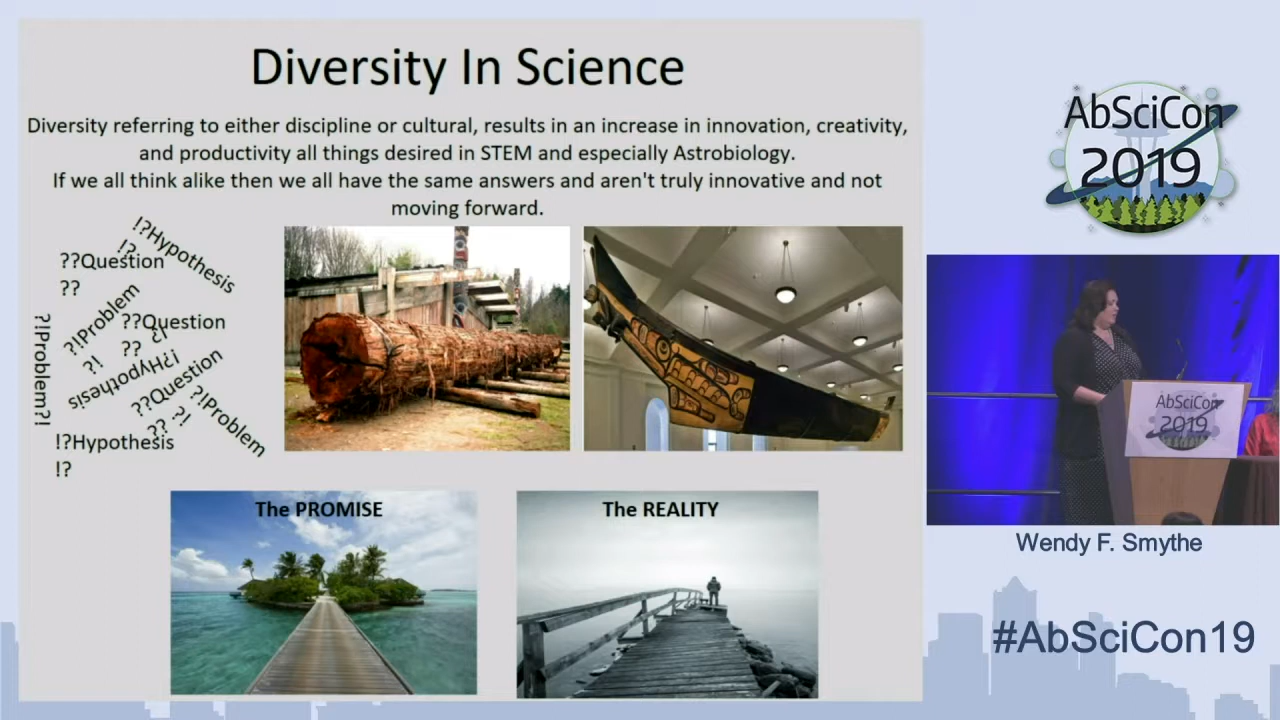 Diversity In Science
Diversity referring to either discipline or cultural, results in an increase in innovation, creativity,
and productivity all things desired in STEM and especially Astrobiology.
If we all think alike then we all have the same answers and aren't truly innovative and not
moving forward.
!?Hypothesis
!?
??Question
??
?!Problem
?!
??Question
??
?!Problem?!
!?Hypothesis
!?
??Question
??
?!Problem
?!
!?Hypothesis
!?
The PROMISE
The REALITY
AbSciCon
2019
AbSciCon
2019
Wendy F. Smythe
#AbSciCon19